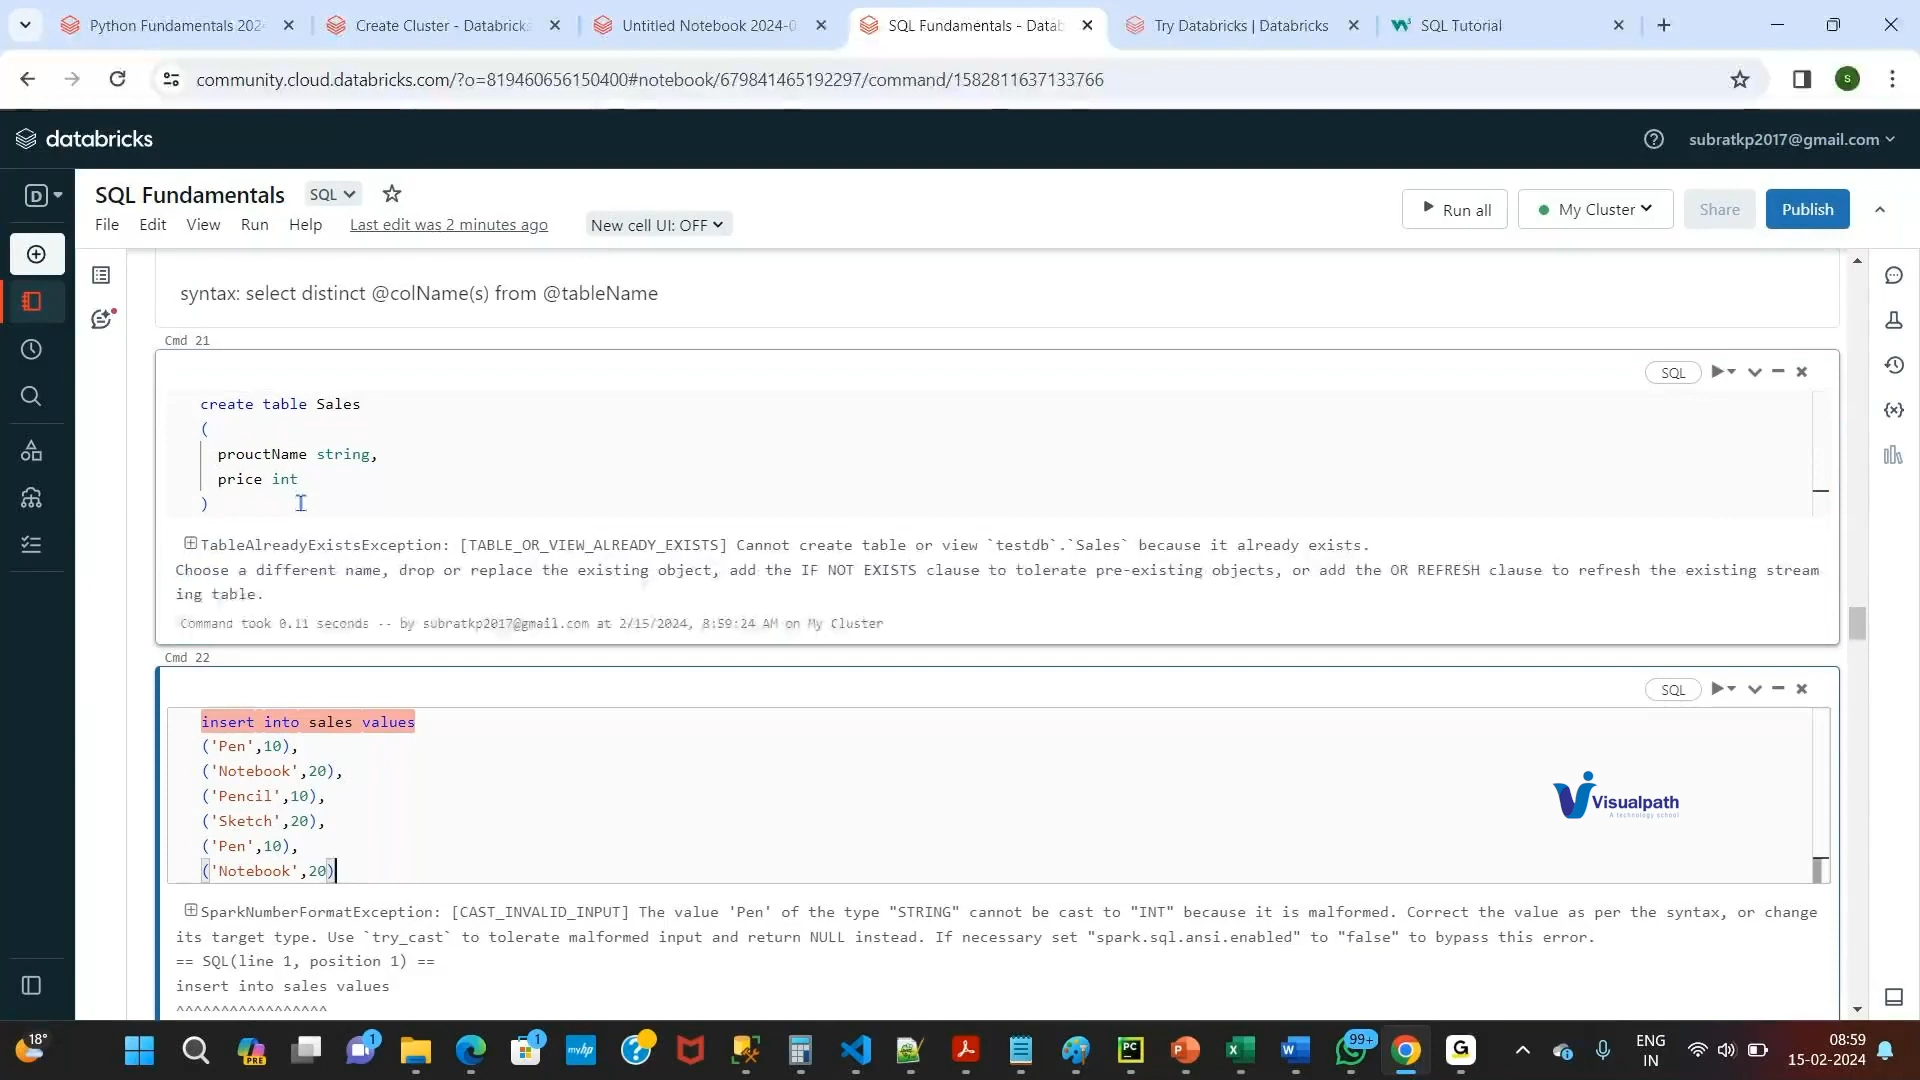 Python Fundamentals 202
Create Cluster - Databricks
Untitled Notebook 2024-0
SQL Fundamentals - Datab
Try Databricks | Databricks
SQL Tutorial
community.cloud.databricks.com/?o=819460656150400#notebook/679841465192297/command/1582811637133766
S
databricks
subratkp2017@gmail.com
D
SQL Fundamentals
SQL
File Edit View Run Help Last edit was 2 minutes ago New cell UI: OFF
Run all
My Cluster
Share
Publish
syntax: select distinct @colName(s) from @tableName
Cmd 21
SQL
create table Sales
(
prouctName string,
price int
)
TableAlreadyExistsException: [TABLE_OR_VIEW_ALREADY_EXISTS] Cannot create table or view `testdb`.`Sales` because it already exists.
Choose a different name, drop or replace the existing object, add the IF NOT EXISTS clause to tolerate pre-existing objects, or add the OR REFRESH clause to refresh the existing stream
ing table.
Command took 0.11 seconds -- by subratkp2017@gmail.com at 2/15/2024, 8:59:24 AM on My Cluster
Cmd 22
SQL
insert into sales values
('Pen',10),
('Notebook',20),
('Pencil',10),
('Sketch',20),
('Pen',10),
('Notebook',20)
Visualpath
A technology school
SparkNumberFormatException: [CAST_INVALID_INPUT] The value 'Pen' of the type "STRING" cannot be cast to "INT" because it is malformed. Correct the value as per the syntax, or change
its target type. Use `try_cast` to tolerate malformed input and return NULL instead. If necessary set "spark.sql.ansi.enabled" to "false" to bypass this error.
== SQL(line 1, position 1) ==
insert into sales values
^^^^^^^^^^^^^^^^^
18°
PRE
1
1
myhp
PC
99+
G
ENG
IN
08:59
15-02-2024